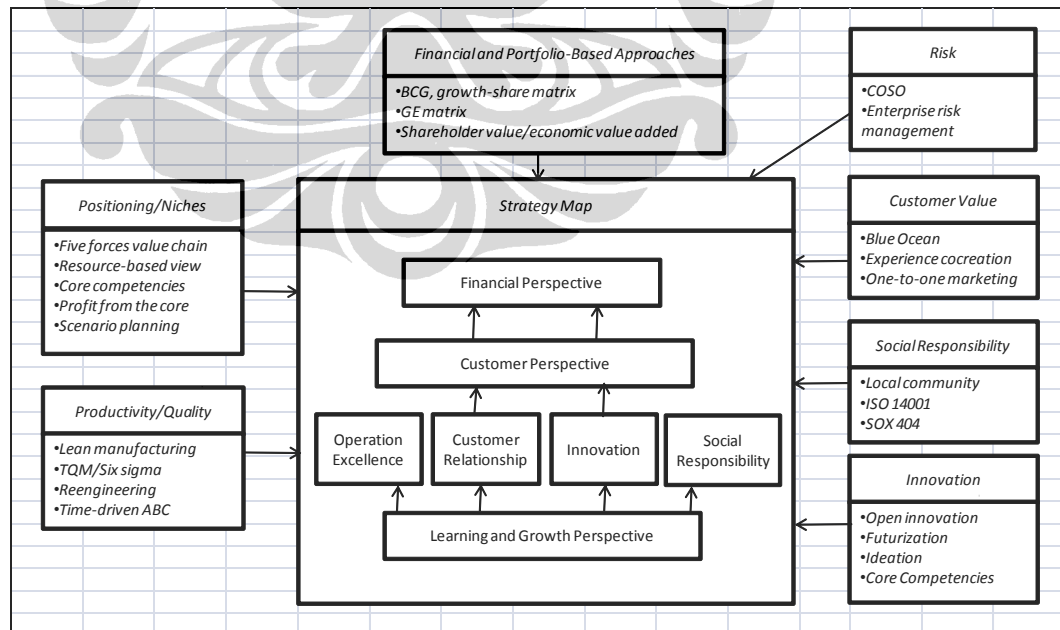 Financial and Portfolio-Based Approaches
•BCG, growth-share matrix
•GE matrix
•Shareholder value/economic value added
Risk
•COSO
•Enterprise risk
management
Positioning/Niches
•Five forces value chain
•Resource-based view
•Core competencies
•Profit from the core
•Scenario planning
Strategy Map
Financial Perspective
Customer Perspective
Operation
Excellence
Customer
Relationship
Innovation
Social
Responsibility
Learning and Growth Perspective
Customer Value
•Blue Ocean
•Experience cocreation
•One-to-one marketing
Productivity/Quality
•Lean manufacturing
•TQM/Six sigma
•Reengineering
•Time-driven ABC
Social Responsibility
•Local community
•ISO 14001
•SOX 404
Innovation
•Open innovation
•Futurization
•Ideation
•Core Competencies